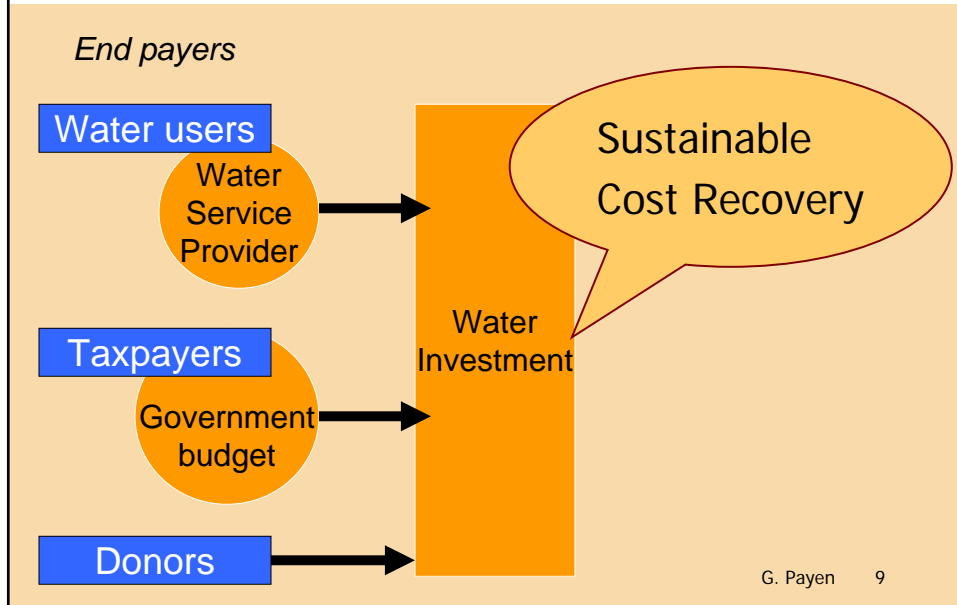 End payers
Water users
Water
Service
Provider
Taxpayers
Government
budget
Donors
Water
Investment
Sustainable
Cost Recovery
G. Payen 9